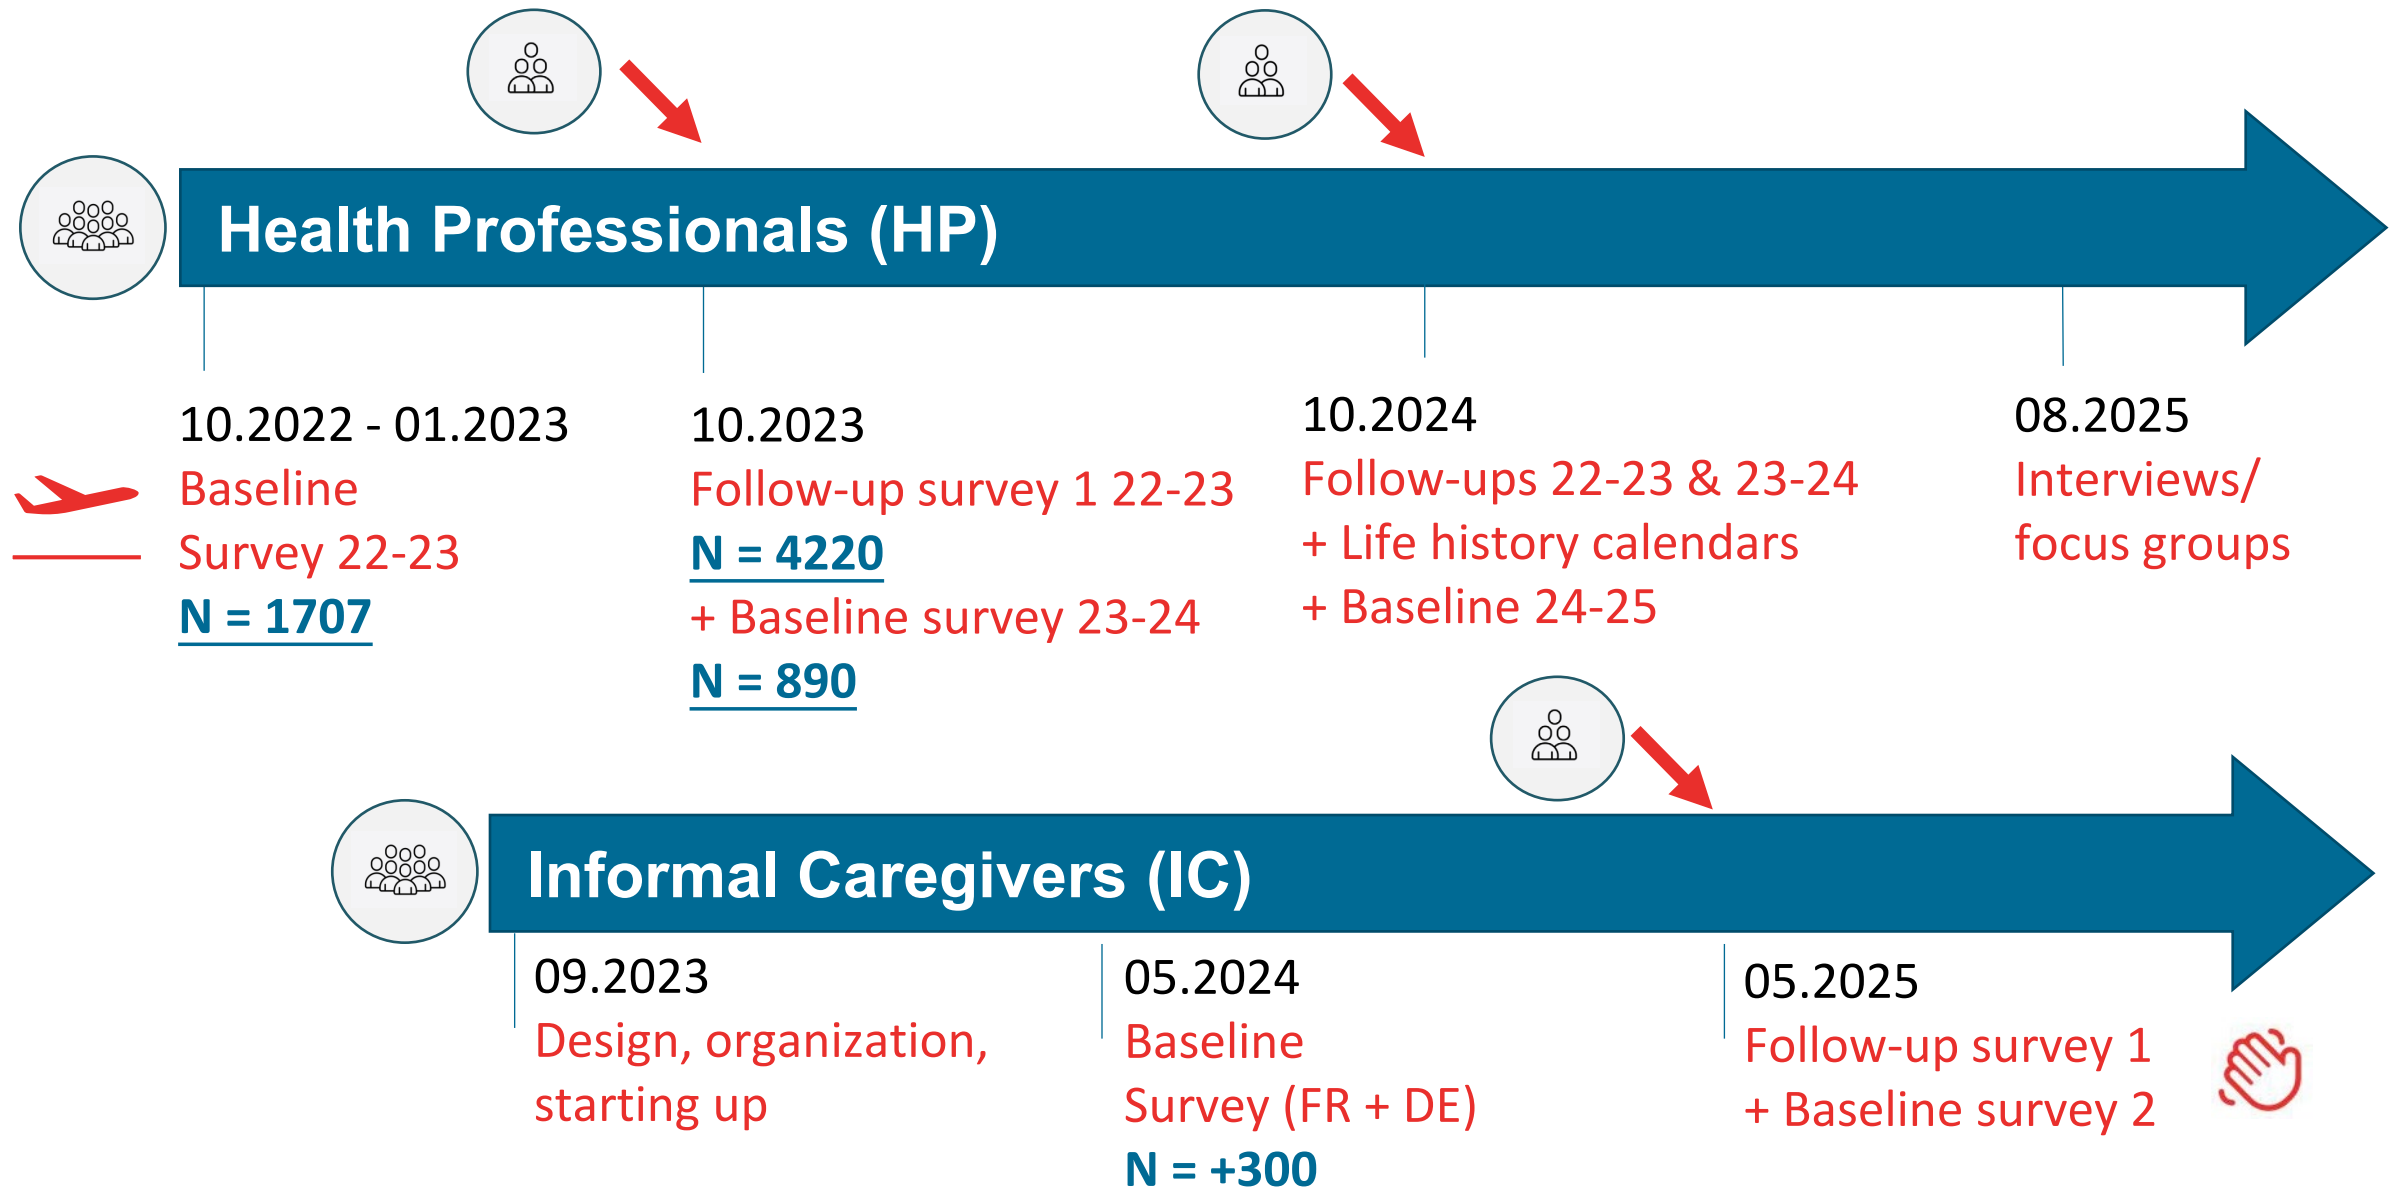 Health Professionals (HP)
10.2022 - 01.2023
Baseline
Survey 22-23
N = 1707
10.2023
Follow-up survey 1 22-23
N = 4220
+ Baseline survey 23-24
N = 890
10.2024
Follow-ups 22-23 & 23-24
+ Life history calendars
+ Baseline 24-25
08.2025
Interviews/
focus groups
Informal Caregivers (IC)
09.2023
Design, organization,
starting up
05.2024
Baseline
Survey (FR + DE)
N = +300
05.2025
Follow-up survey 1
+ Baseline survey 2